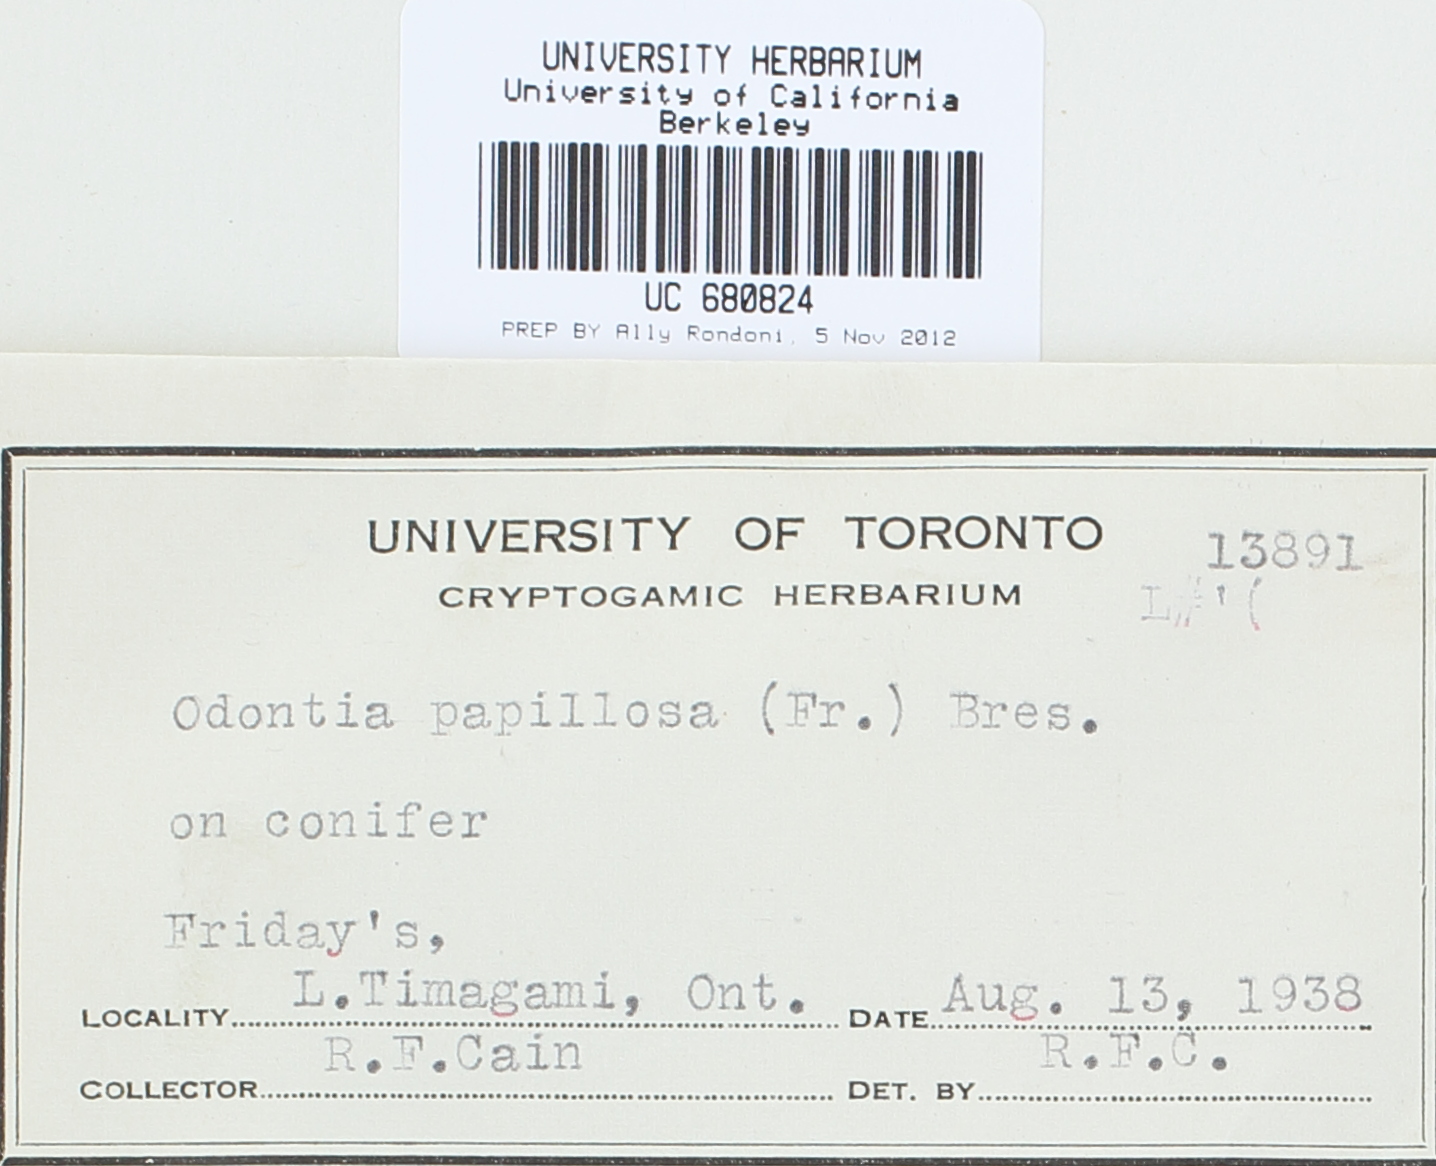 UNIVERSITY HERBARIUM
University of California
Berkeley
UC 680824
PREP BY Ally Rondoni, 5 Nov 2012
UNIVERSITY OF TORONTO
13891
CRYPTOGAMIC HERBARIUM
Odontia papillosa (Fr.) Bres.
on conifer
Friday's,
LOCALITY L.Timagami, Ont. DATE Aug. 13, 1938
COLLECTOR R.F.Cain DET. BY R.F.C.